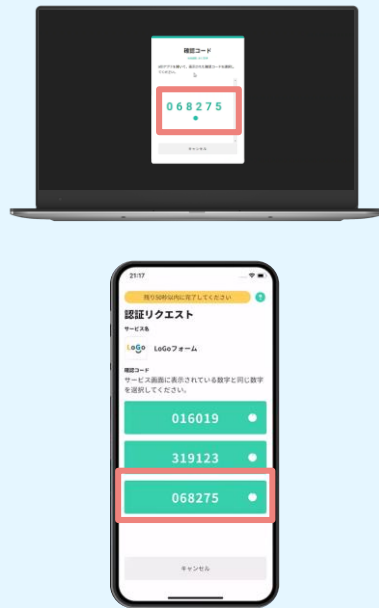 確認コード
068275
キャンセル
21:17
残り30秒以内に完了してください
?
認証リクエスト
サービス名
LoGo
LoGoフォーム
確認コード
サービス画面に表示されている数字と同じ数字
を選択してください。
016019
319123
068275
キャンセル